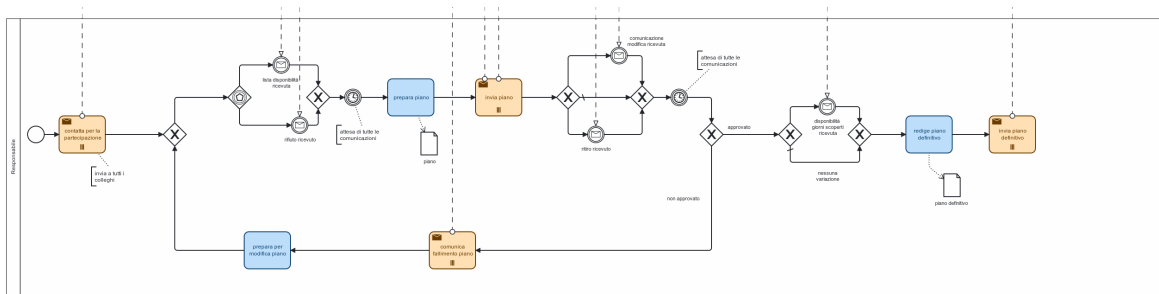 Responsabile
contatta per la
partecipazione
invia a tutti i
colleghi
lista disponibilità
ricevuta
rifiuto ricevuto
attesa di tutte le
comunicazioni
prepara piano
piano
invia piano
comunicazione
modifica ricevuta
ritiro ricevuto
attesa di tutte le
comunicazioni
approvato
non approvato
disponibilità
giorni scoperti
ricevuta
nessuna
variazione
redige piano
definitivo
piano definitivo
invia piano
definitivo
prepara per
modifica piano
comunica
fallimento piano